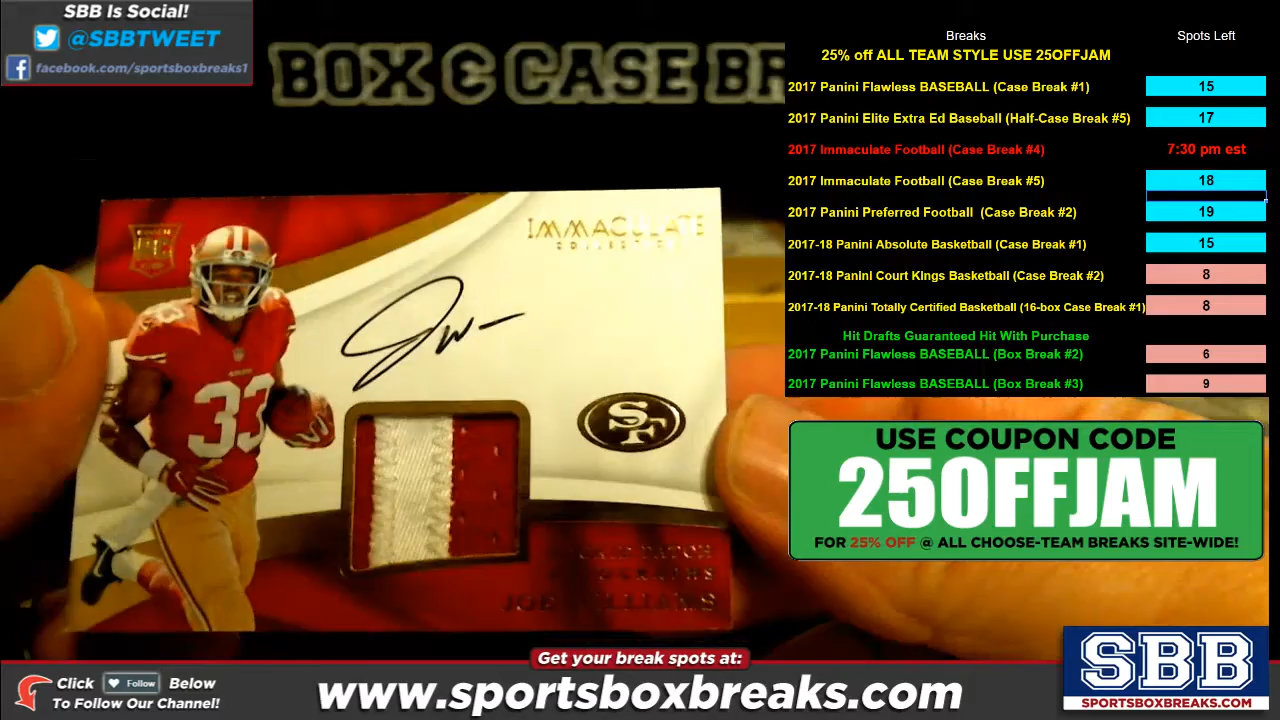 SBB Is Social!
@SBBTWEET
facebook.com/sportsboxbreaks1
BOX & CASE
Breaks Spots Left
25% off ALL TEAM STYLE USE 25OFFJAM
2017 Panini Flawless BASEBALL (Case Break #1) 15
2017 Panini Elite Extra Ed Baseball (Half-Case Break #5) 17
2017 Immaculate Football (Case Break #4) 7:30 pm est
2017 Immaculate Football (Case Break #5) 18
2017 Panini Preferred Football (Case Break #2) 19
2017-18 Panini Absolute Basketball (Case Break #1) 15
2017-18 Panini Court Kings Basketball (Case Break #2) 8
2017-18 Panini Totally Certified Basketball (16-box Case Break #1) 8
Hit Drafts Guaranteed Hit With Purchase
2017 Panini Flawless BASEBALL (Box Break #2) 6
2017 Panini Flawless BASEBALL (Box Break #3) 9
IMMACULATE
COLLECTION
33
SF
PATCH
JOE WILLIAMS
USE COUPON CODE
25OFFJAM
FOR 25% OFF @ ALL CHOOSE-TEAM BREAKS SITE-WIDE!
Get your break spots at:
Click Follow Below
To Follow Our Channel!
www.sportsboxbreaks.com
SBB
SPORTSBOXBREAKS.COM